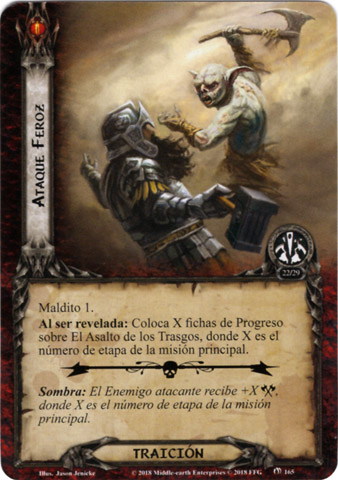 ATAQUE FEROZ
22/29
Maldito 1.
Al ser revelada: Coloca X fichas de Progreso
sobre El Asalto de los Trasgos, donde X es el
número de etapa de la misión principal.
Sombra: El Enemigo atacante recibe +X ,
donde X es el número de etapa de la misión
principal.
TRAICIÓN
Illus. Jason Jenicke
© 2018 Middle-earth Enterprises © 2018 FFG
165